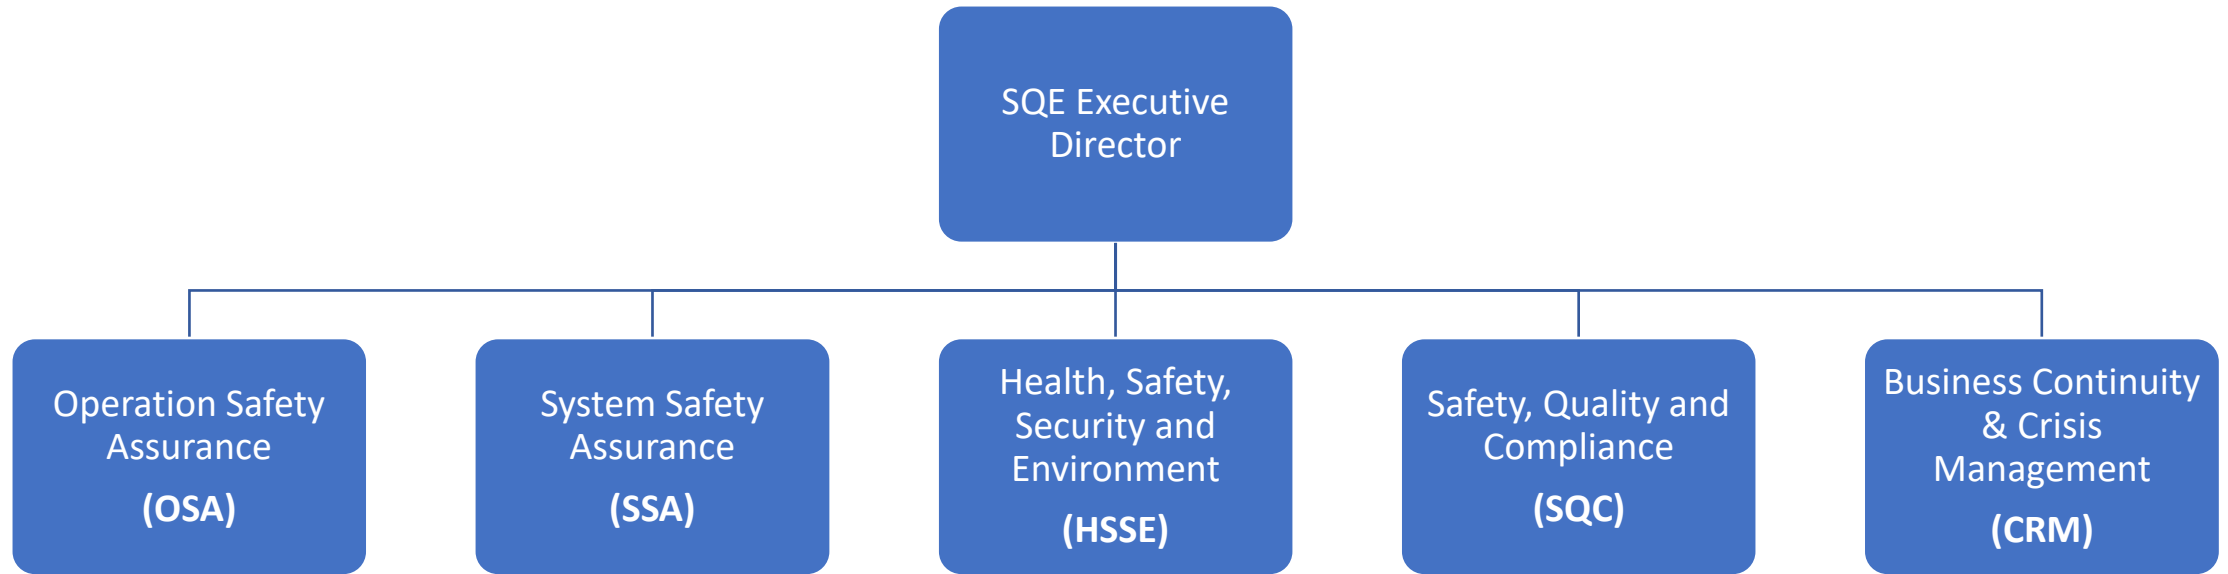 SQE Executive
Director
Operation Safety
Assurance
(OSA)
System Safety
Assurance
(SSA)
Health, Safety,
Security and
Environment
(HSSE)
Safety, Quality and
Compliance
(SQC)
Business Continuity
& Crisis
Management
(CRM)